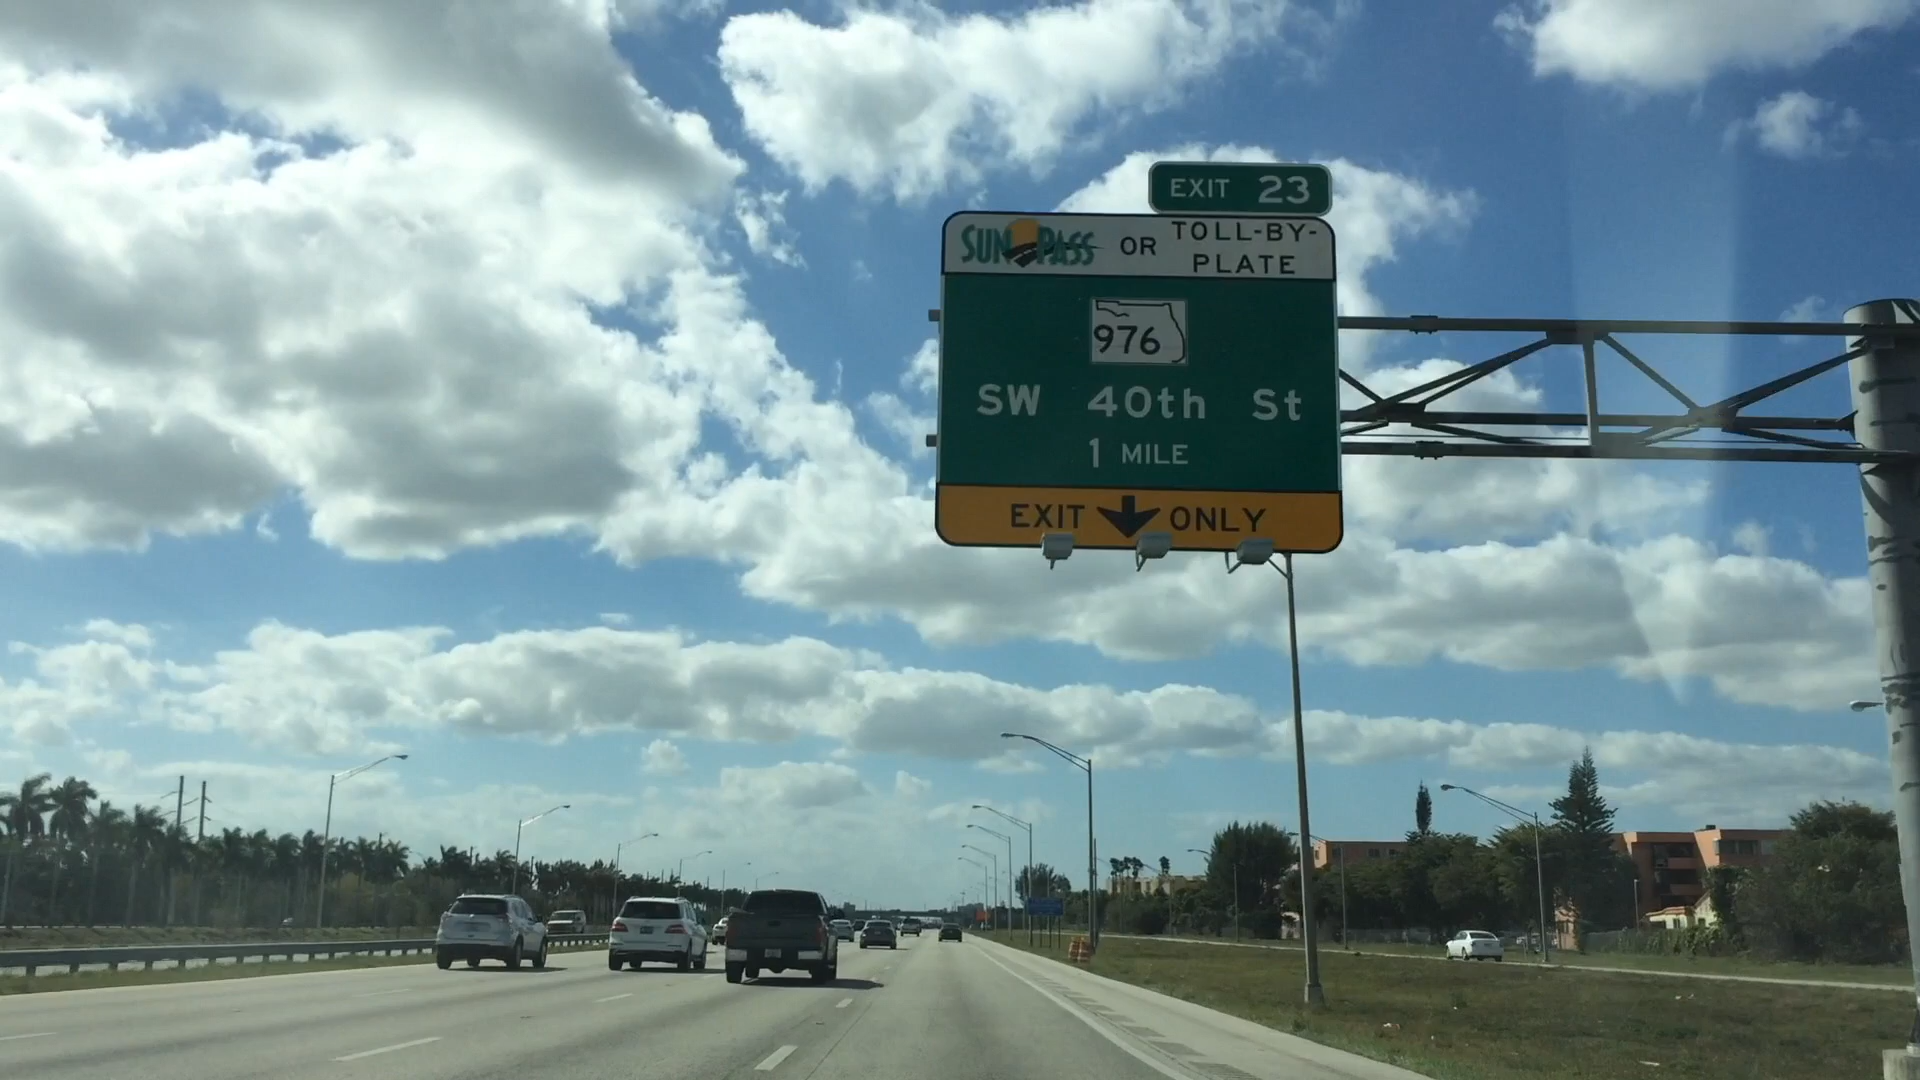 EXIT 23
SUNPASS OR TOLL-BY-
PLATE
976
SW 40th St
1 MILE
EXIT ONLY